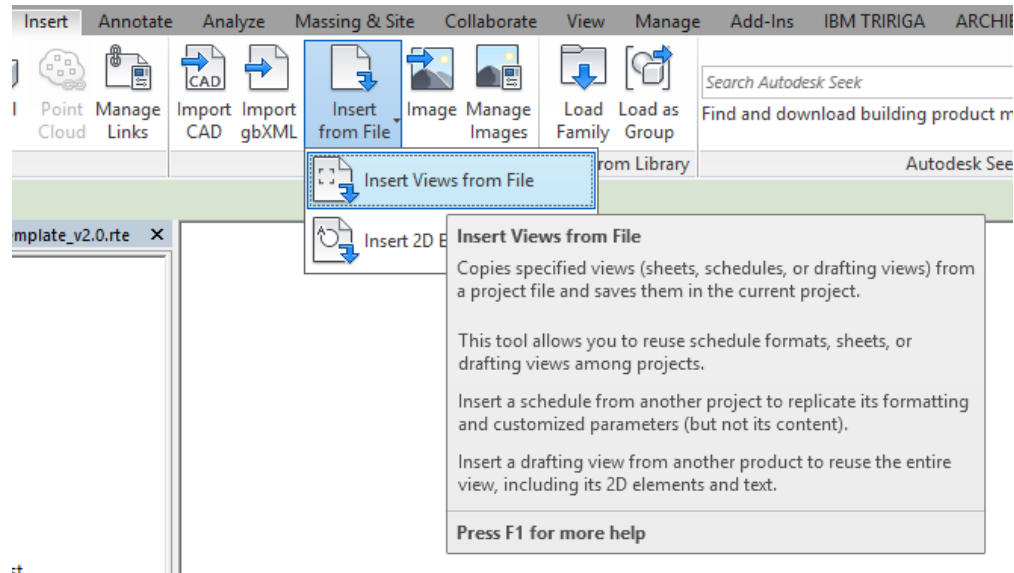 Insert Annotate Analyze Massing & Site Collaborate View Manage Add-Ins IBM TRIRIGA
Point Cloud
Manage Links
Import CAD
Import gbXML
Insert from File
Image
Manage Images
Load Family
Load as Group
CAD
Search Autodesk Seek
Find and download building product m
rom Library
Autodesk See
Insert Views from File
Insert 2D E
mplate_v2.0.rte X
Insert Views from File
Copies specified views (sheets, schedules, or drafting views) from
a project file and saves them in the current project.
This tool allows you to reuse schedule formats, sheets, or
drafting views among projects.
Insert a schedule from another project to replicate its formatting
and customized parameters (but not its content).
Insert a drafting view from another product to reuse the entire
view, including its 2D elements and text.
Press F1 for more help